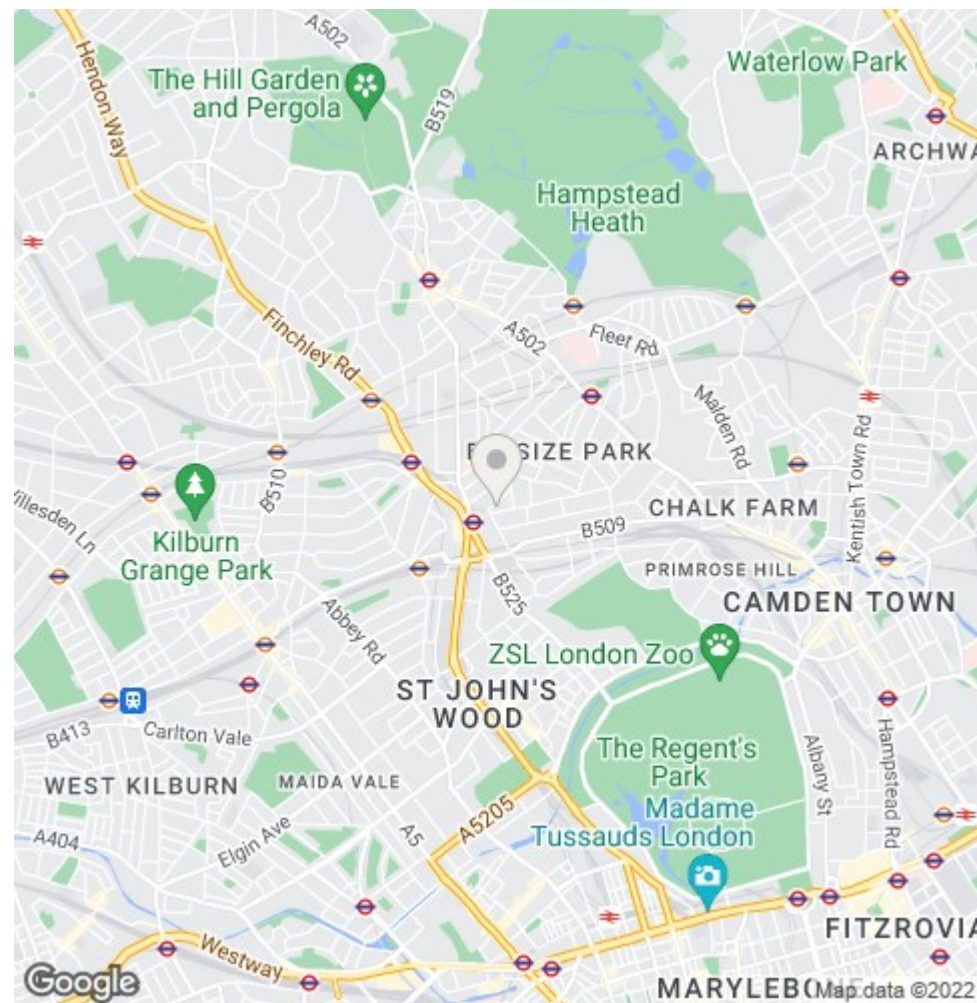 A502
The Hill Garden
and Pergola
B519
Waterlow Park
Hendon Way
ARCHWA
Hampstead
Heath
Finchley Rd
A502
Fleet Rd
Malden Rd
SIZE PARK
Kentish Town Rd
B510
CHALK FARM
illesden Ln
Kilburn
Grange Park
B509
PRIMROSE HILL
B525
CAMDEN TOWN
Abbey Rd
ZSL London Zoo
ST JOHN'S
WOOD
B413
Carlton Vale
The Regent's
Park
Albany St
Hampstead Rd
WEST KILBURN
MAIDA VALE
Madame
Tussauds London
A404
Elgin Ave
A5
A5205
FITZROVIA
Westway
Google
MARYLEBO
Map data ©2022